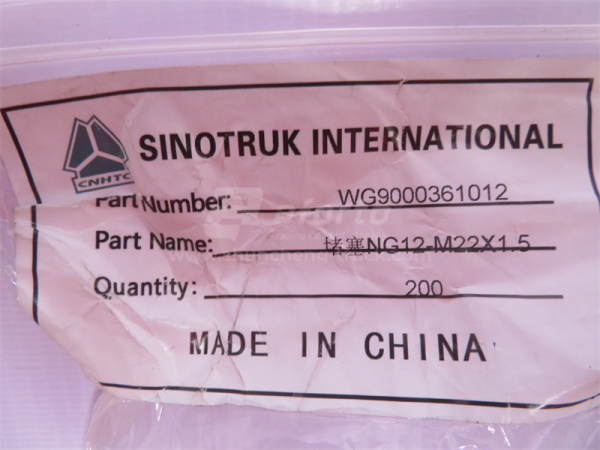 SINOTRUK INTERNATIONAL
CNHTC
Part Number: WG9000361012
Part Name: 堵塞NG12-M22X1.5
Quantity: 200
MADE IN CHINA